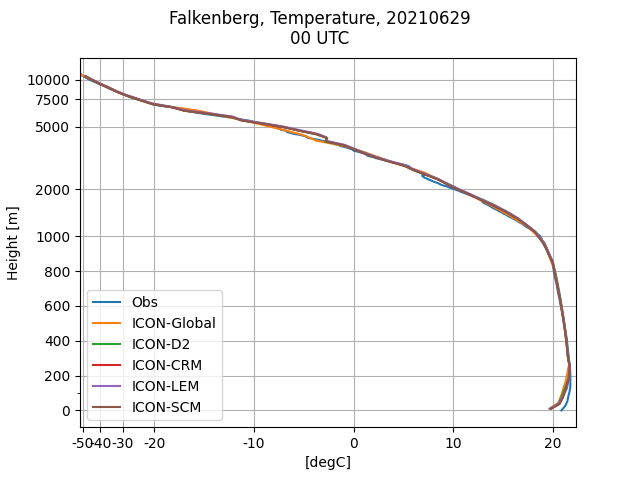 Falkenberg, Temperature, 20210629
00 UTC
10000
7500
5000
2000
1000
800
600
400
200
0
Height [m]
Obs
ICON-Global
ICON-D2
ICON-CRM
ICON-LEM
ICON-SCM
-50 -40 -30 -20 -10 0 10 20
[degC]